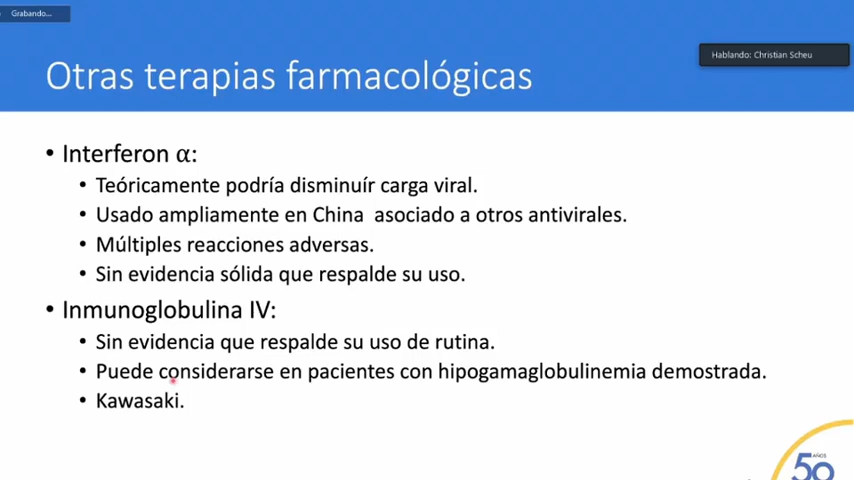 Grabando...
Hablando: Christian Scheu
Otras terapias farmacológicas
• Interferon α:
• Teóricamente podría disminuír carga viral.
• Usado ampliamente en China asociado a otros antivirales.
• Múltiples reacciones adversas.
• Sin evidencia sólida que respalde su uso.
• Inmunoglobulina IV:
• Sin evidencia que respalde su uso de rutina.
• Puede considerarse en pacientes con hipogamaglobulinemia demostrada.
• Kawasaki.
AÑOS
50